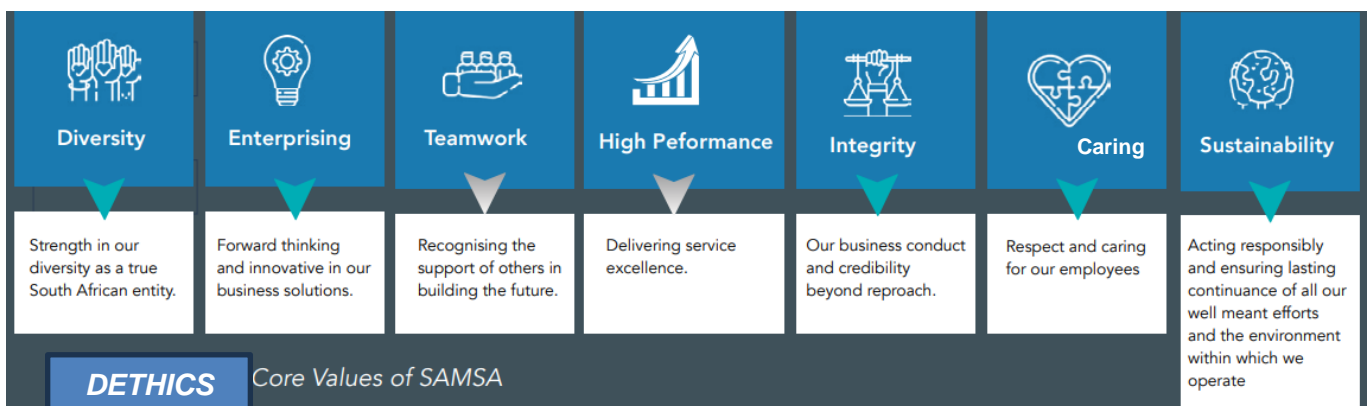 Diversity
Strength in our
diversity as a true
South African entity.
Enterprising
Forward thinking
and innovative in our
business solutions.
Teamwork
Recognising the
support of others in
building the future.
High Peformance
Delivering service
excellence.
Integrity
Our business conduct
and credibility
beyond reproach.
Caring
Respect and caring
for our employees
Sustainability
Acting responsibly
and ensuring lasting
continuance of all our
well meant efforts
and the environment
within which we
operate
DETHICS
Core Values of SAMSA